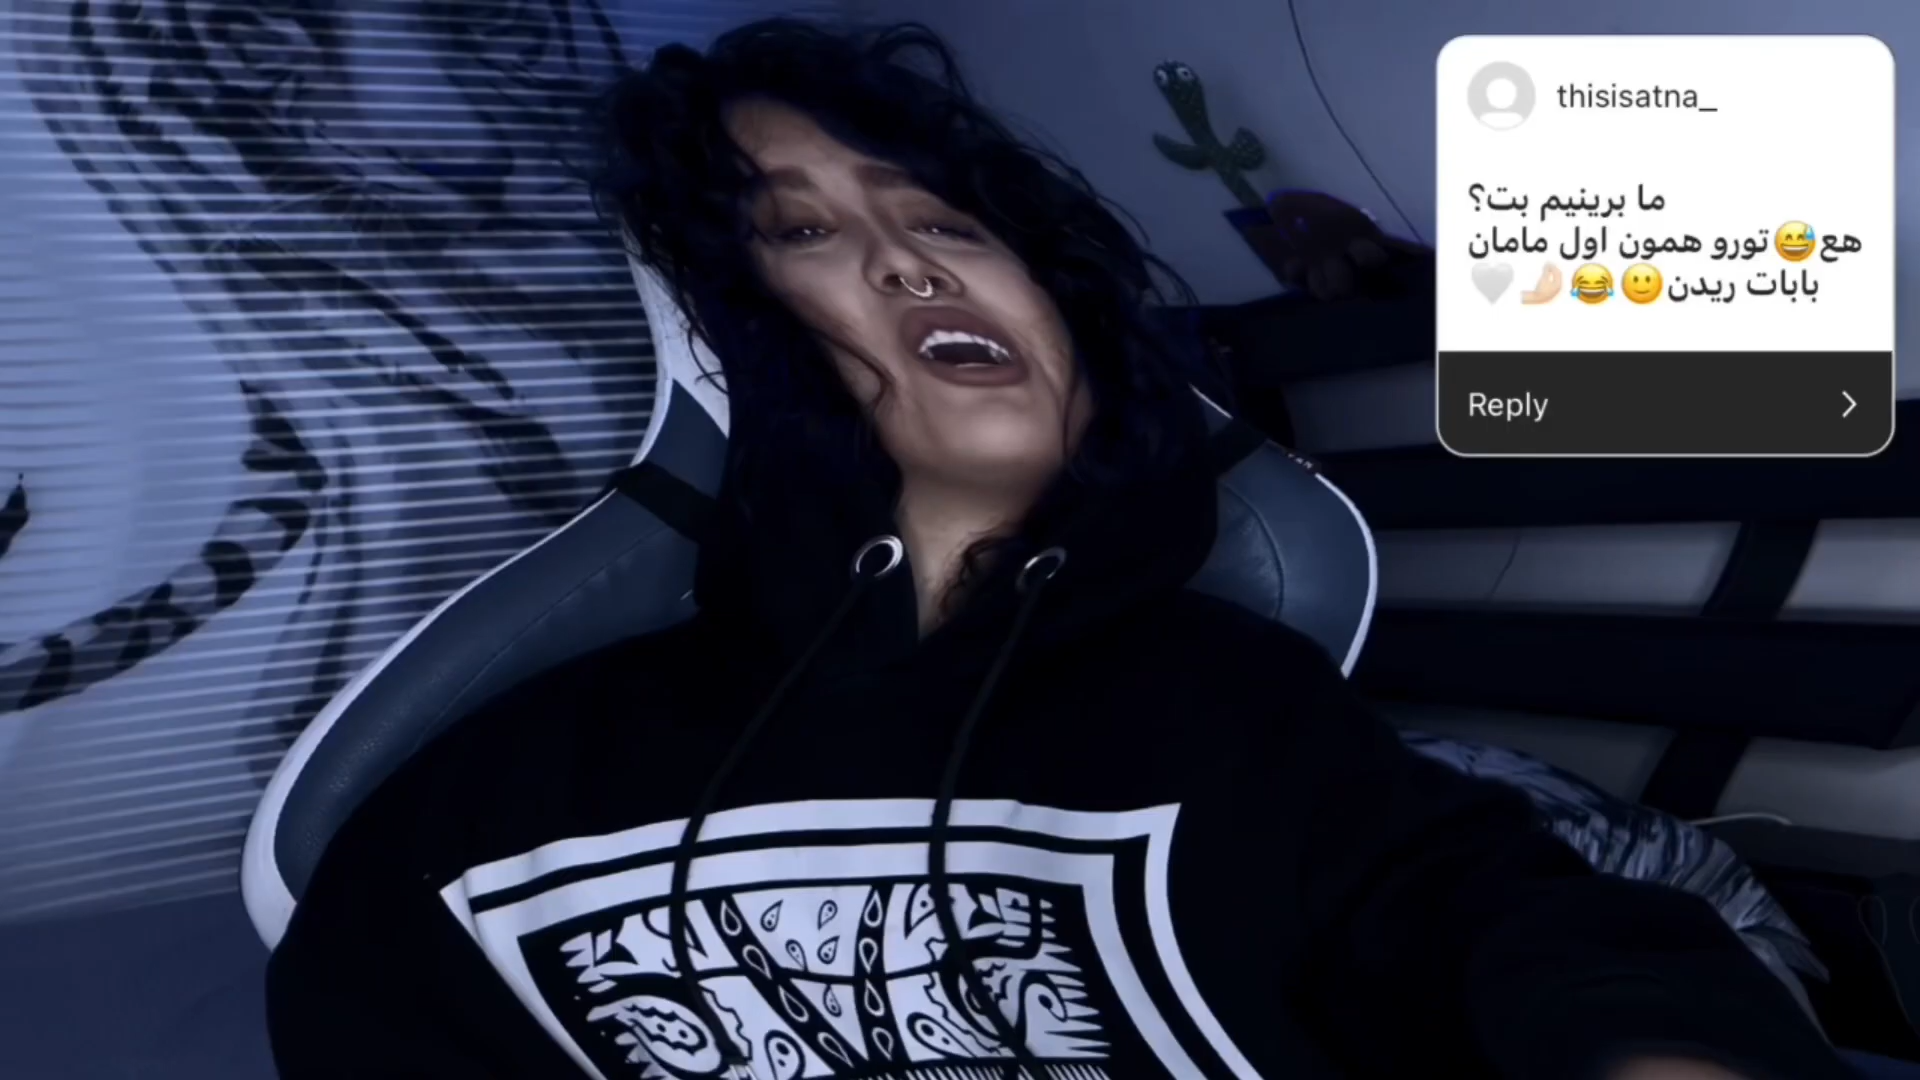 thisisatna_
ما برینیم بت؟
هع😅تورو همون اول مامان
بابات ریدن🙂😂🤌🏻🤍
Reply